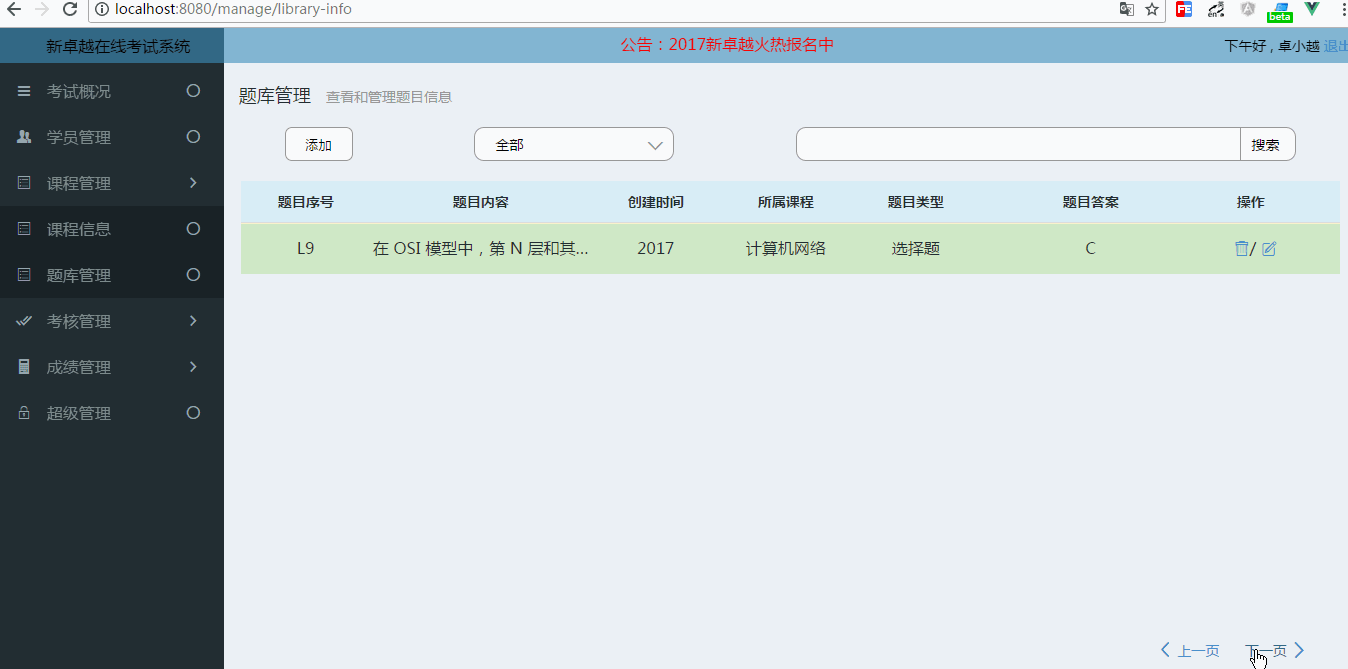 localhost:8080/manage/library-info
beta
新卓越在线考试系统
公告：2017新卓越火热报名中
下午好，卓小越 退出
考试概况
学员管理
课程管理
课程信息
题库管理
考核管理
成绩管理
超级管理
题库管理 查看和管理题目信息
添加 全部 搜索
题目序号 题目内容 创建时间 所属课程 题目类型 题目答案 操作
L9 在 OSI 模型中，第 N 层和其... 2017 计算机网络 选择题 C /
上一页 下一页